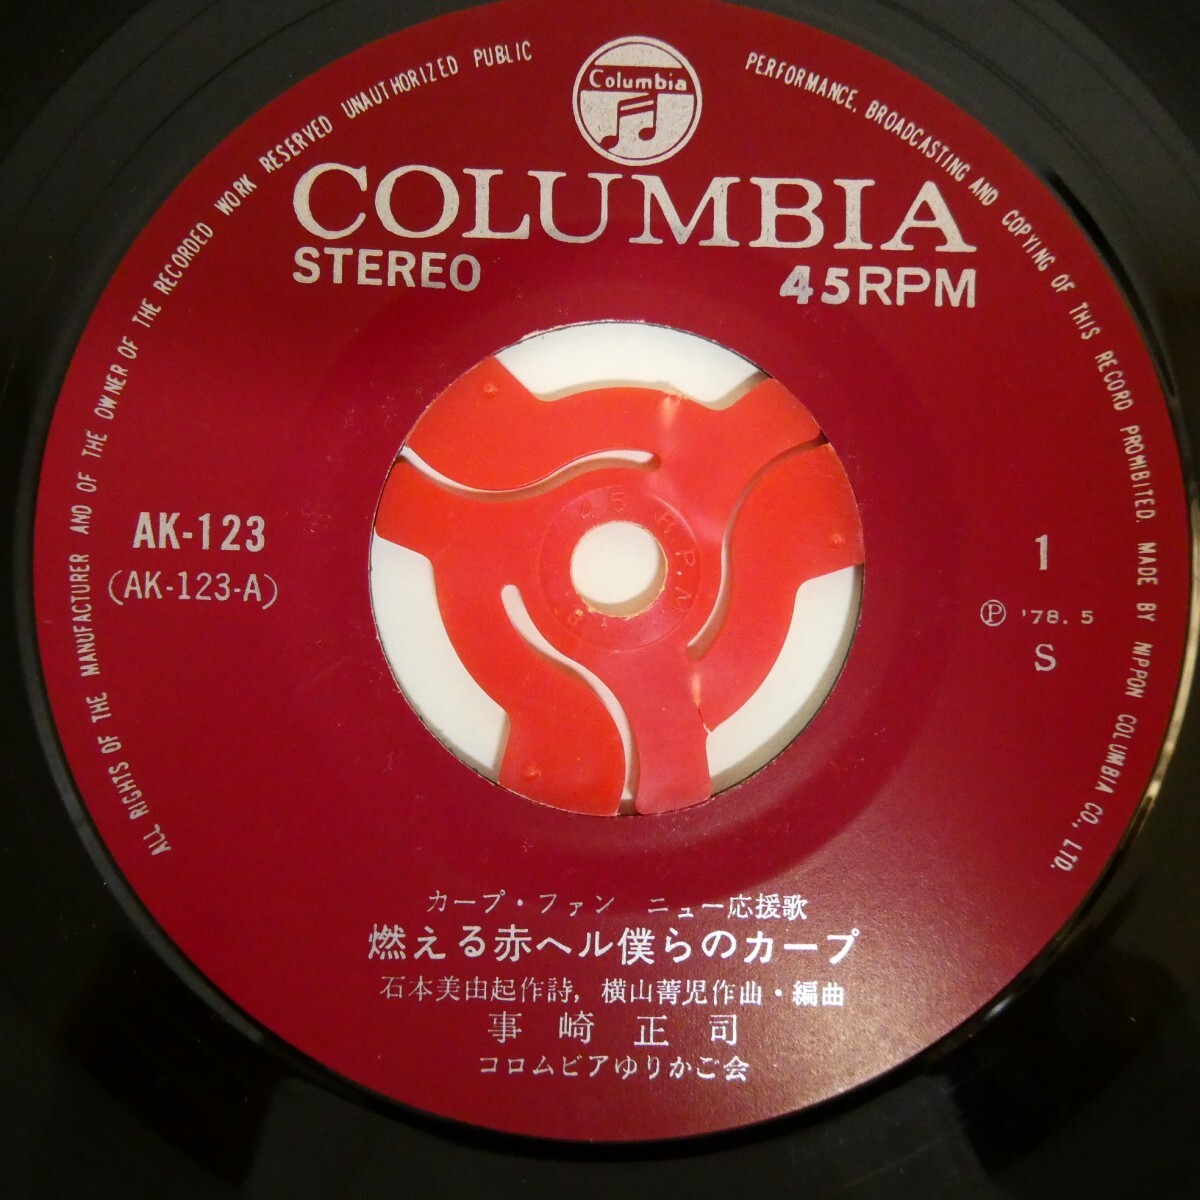 Columbia
COLUMBIA
STEREO 45RPM
ALL RIGHTS OF THE MANUFACTURER AND OF THE OWNER OF THE RECORDED WORK RESERVED UNAUTHORIZED PUBLIC
PERFORMANCE, BROADCASTING AND COPYING OF THIS RECORD PROHIBITED. MADE BY NIPPON COLUMBIA CO., LTD.
AK-123
(AK-123-A)
45 R.P.M
1
Ⓟ '78.5
S
カープ・ファン ニュー応援歌
燃える赤ヘル僕らのカープ
石本美由起作詩, 横山菁児作曲・編曲
事崎正司
コロムビアゆりかご会